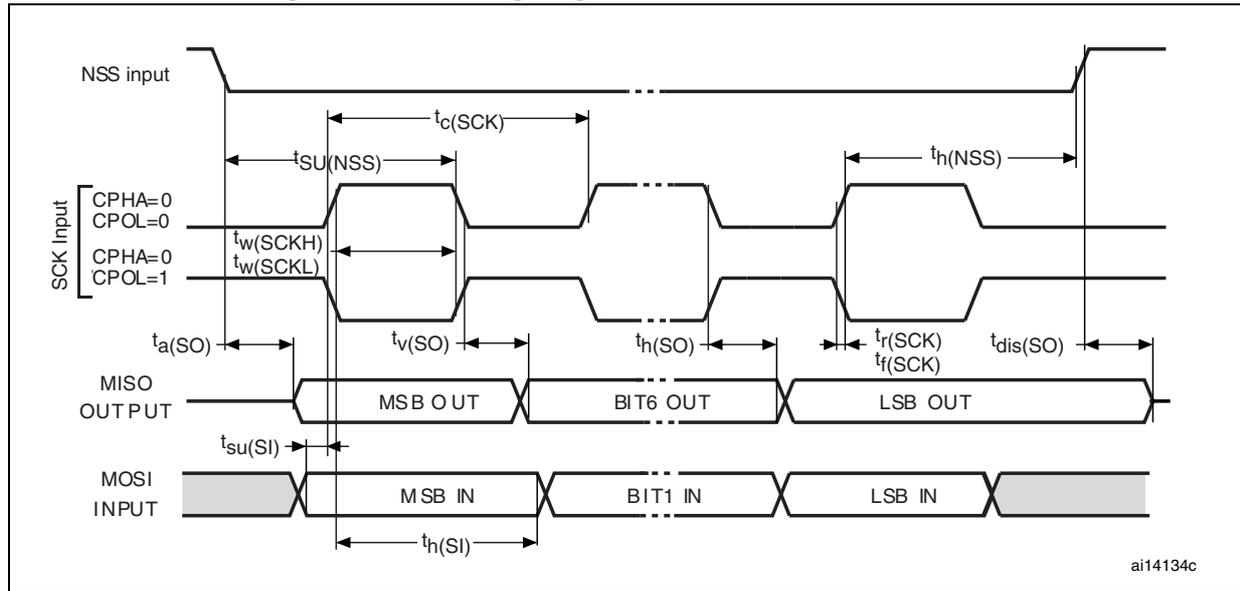 NSS input
tc(SCK)
tSU(NSS)
th(NSS)
SCK Input
CPHA=0
CPOL=0
tw(SCKH)
CPHA=0
tw(SCKL)
CPOL=1
ta(SO)
tv(SO)
th(SO)
tr(SCK)
tf(SCK)
tdis(SO)
MISO
OUTPUT
MSB OUT
BIT6 OUT
LSB OUT
tsu(SI)
MOSI
INPUT
MSB IN
BIT1 IN
LSB IN
th(SI)
ai14134c